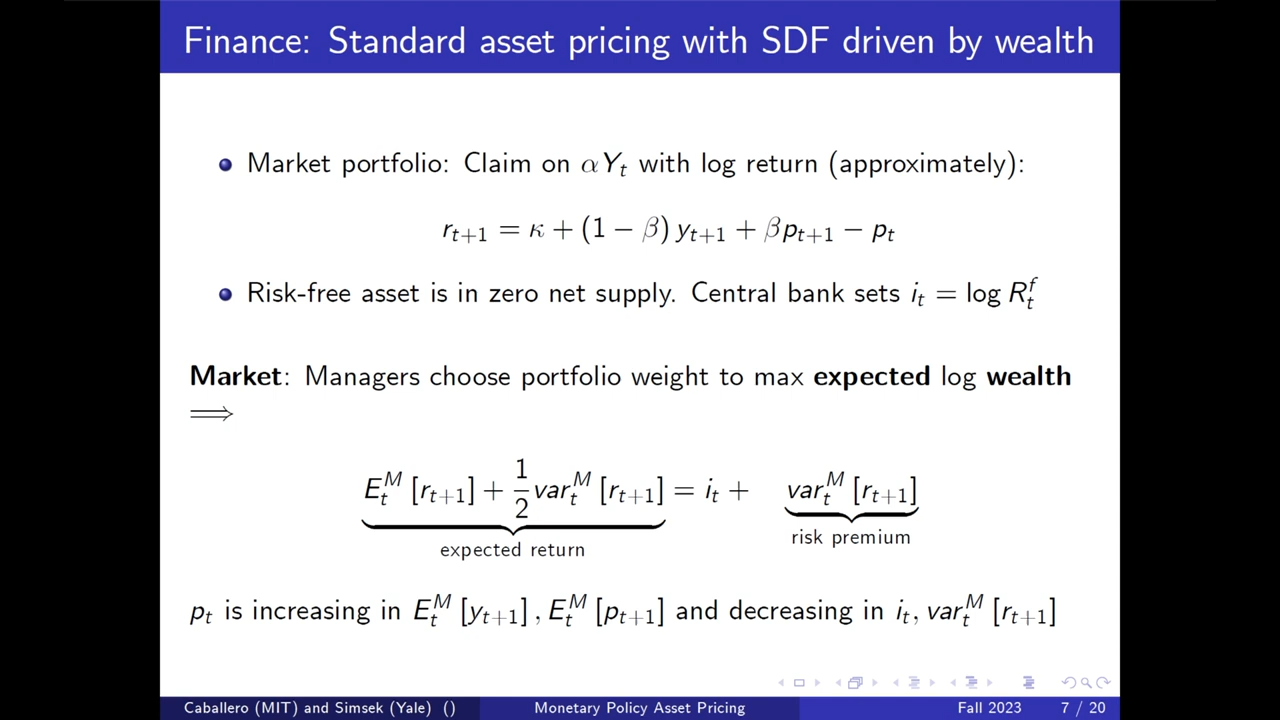 Finance: Standard asset pricing with SDF driven by wealth
Market portfolio: Claim on αY_t with log return (approximately):
r_{t+1} = κ + (1 − β) y_{t+1} + βp_{t+1} − p_t
Risk-free asset is in zero net supply. Central bank sets i_t = log R_t^f
Market: Managers choose portfolio weight to max expected log wealth
⟹
E_t^M [r_{t+1}] + 1/2 var_t^M [r_{t+1}] = i_t + var_t^M [r_{t+1}]
expected return
risk premium
p_t is increasing in E_t^M [y_{t+1}] , E_t^M [p_{t+1}] and decreasing in i_t, var_t^M [r_{t+1}]
Caballero (MIT) and Simsek (Yale) () Monetary Policy Asset Pricing Fall 2023 7 / 20